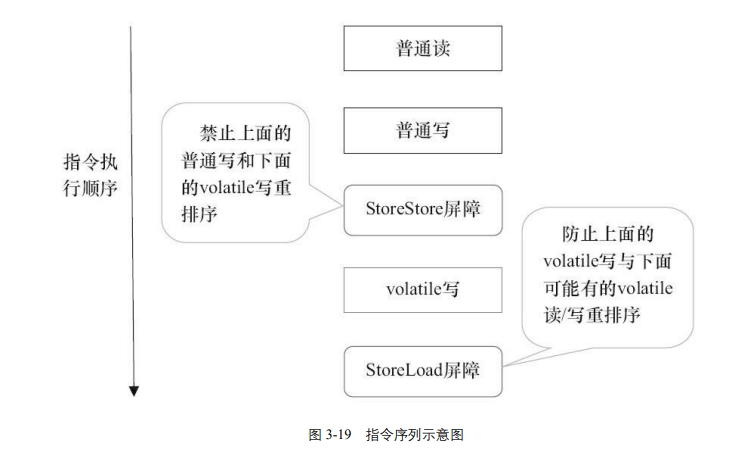 普通读
普通写
禁止上面的
普通写和下面
的volatile写重
排序
指令执
行顺序
StoreStore屏障
防止上面的
volatile写与下面
可能有的volatile
读/写重排序
volatile写
StoreLoad屏障
图 3-19 指令序列示意图